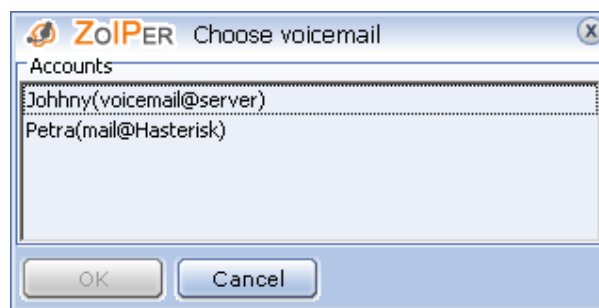 ZoIPER Choose voicemail
Accounts
Johhny(voicemail@server)
Petra(mail@Hasterisk)
OK Cancel